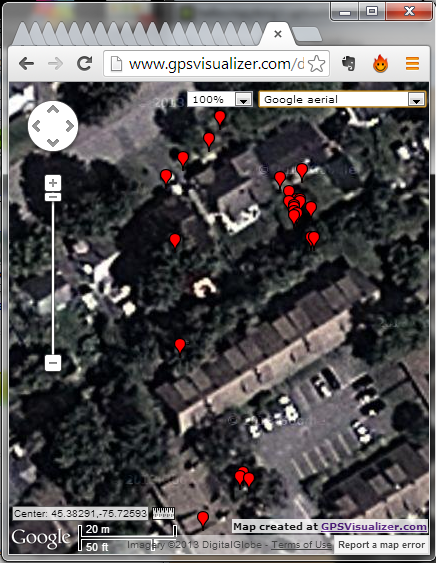 www.gpsvisualizer.com/d
100%
Google aerial
Center: 45.38291,-75.72593
Map created at GPSVisualizer.com
Google
20 m
50 ft
Imagery ©2013 DigitalGlobe - Terms of Use
Report a map error